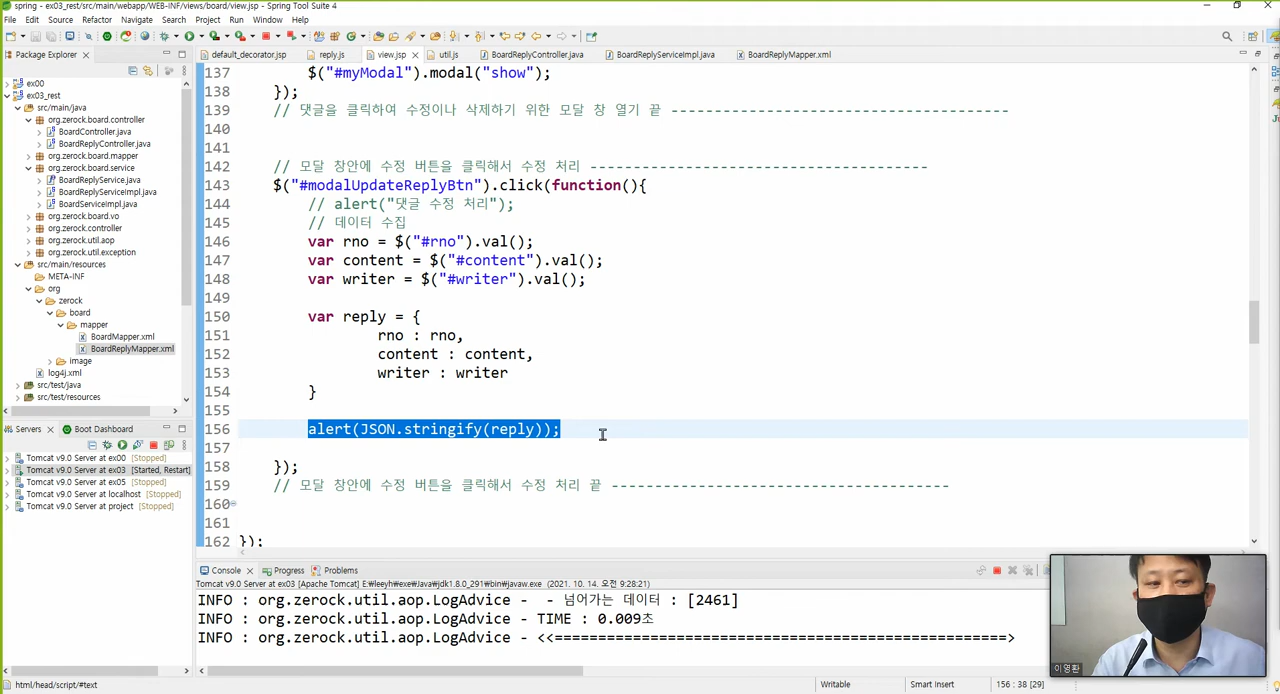 spring - ex03_rest/src/main/webapp/WEB-INF/views/board/view.jsp - Spring Tool Suite 4
File Edit Source Refactor Navigate Search Project Run Window Help
Package Explorer
ex00
ex03_rest
src/main/java
org.zerock.board.controller
BoardController.java
BoardReplyController.java
org.zerock.board.mapper
org.zerock.board.service
BoardReplyService.java
BoardReplyServiceImpl.java
BoardServiceImpl.java
org.zerock.board.vo
org.zerock.controller
org.zerock.util.aop
org.zerock.util.exception
src/main/resources
META-INF
org
zerock
board
mapper
BoardMapper.xml
BoardReplyMapper.xml
image
log4j.xml
src/test/java
src/test/resources
Servers Boot Dashboard
Tomcat v9.0 Server at ex00 [Stopped]
Tomcat v9.0 Server at ex03 [Started, Restart]
Tomcat v9.0 Server at ex05 [Stopped]
Tomcat v9.0 Server at localhost [Stopped]
Tomcat v9.0 Server at project [Stopped]
default_decorator.jsp reply.js view.jsp util.js BoardReplyController.java BoardReplyServiceImpl.java BoardReplyMapper.xml
137 $("#myModal").modal("show");
138 });
139 // 댓글을 클릭하여 수정이나 삭제하기 위한 모달 창 열기 끝 -------------------------------------
140
141
142 // 모달 창안에 수정 버튼을 클릭해서 수정 처리 -------------------------------------
143 $("#modalUpdateReplyBtn").click(function(){
144 // alert("댓글 수정 처리");
145 // 데이터 수집
146 var rno = $("#rno").val();
147 var content = $("#content").val();
148 var writer = $("#writer").val();
149
150 var reply = {
151 rno : rno,
152 content : content,
153 writer : writer
154 }
155
156 alert(JSON.stringify(reply));
157
158 });
159 // 모달 창안에 수정 버튼을 클릭해서 수정 처리 끝 -------------------------------------
160
161
162 });
Console Progress Problems
Tomcat v9.0 Server at ex03 [Apache Tomcat] E:\leeyh\exe\Java\jdk1.8.0_291\bin\javaw.exe (2021. 10. 14. 오전 9:28:21)
INFO : org.zerock.util.aop.LogAdvice - - 넘어가는 데이터 : [2461]
INFO : org.zerock.util.aop.LogAdvice - TIME : 0.009초
INFO : org.zerock.util.aop.LogAdvice - <<==================================================>
이영환
html/head/script/#text Writable Smart Insert 156 : 38 [29]